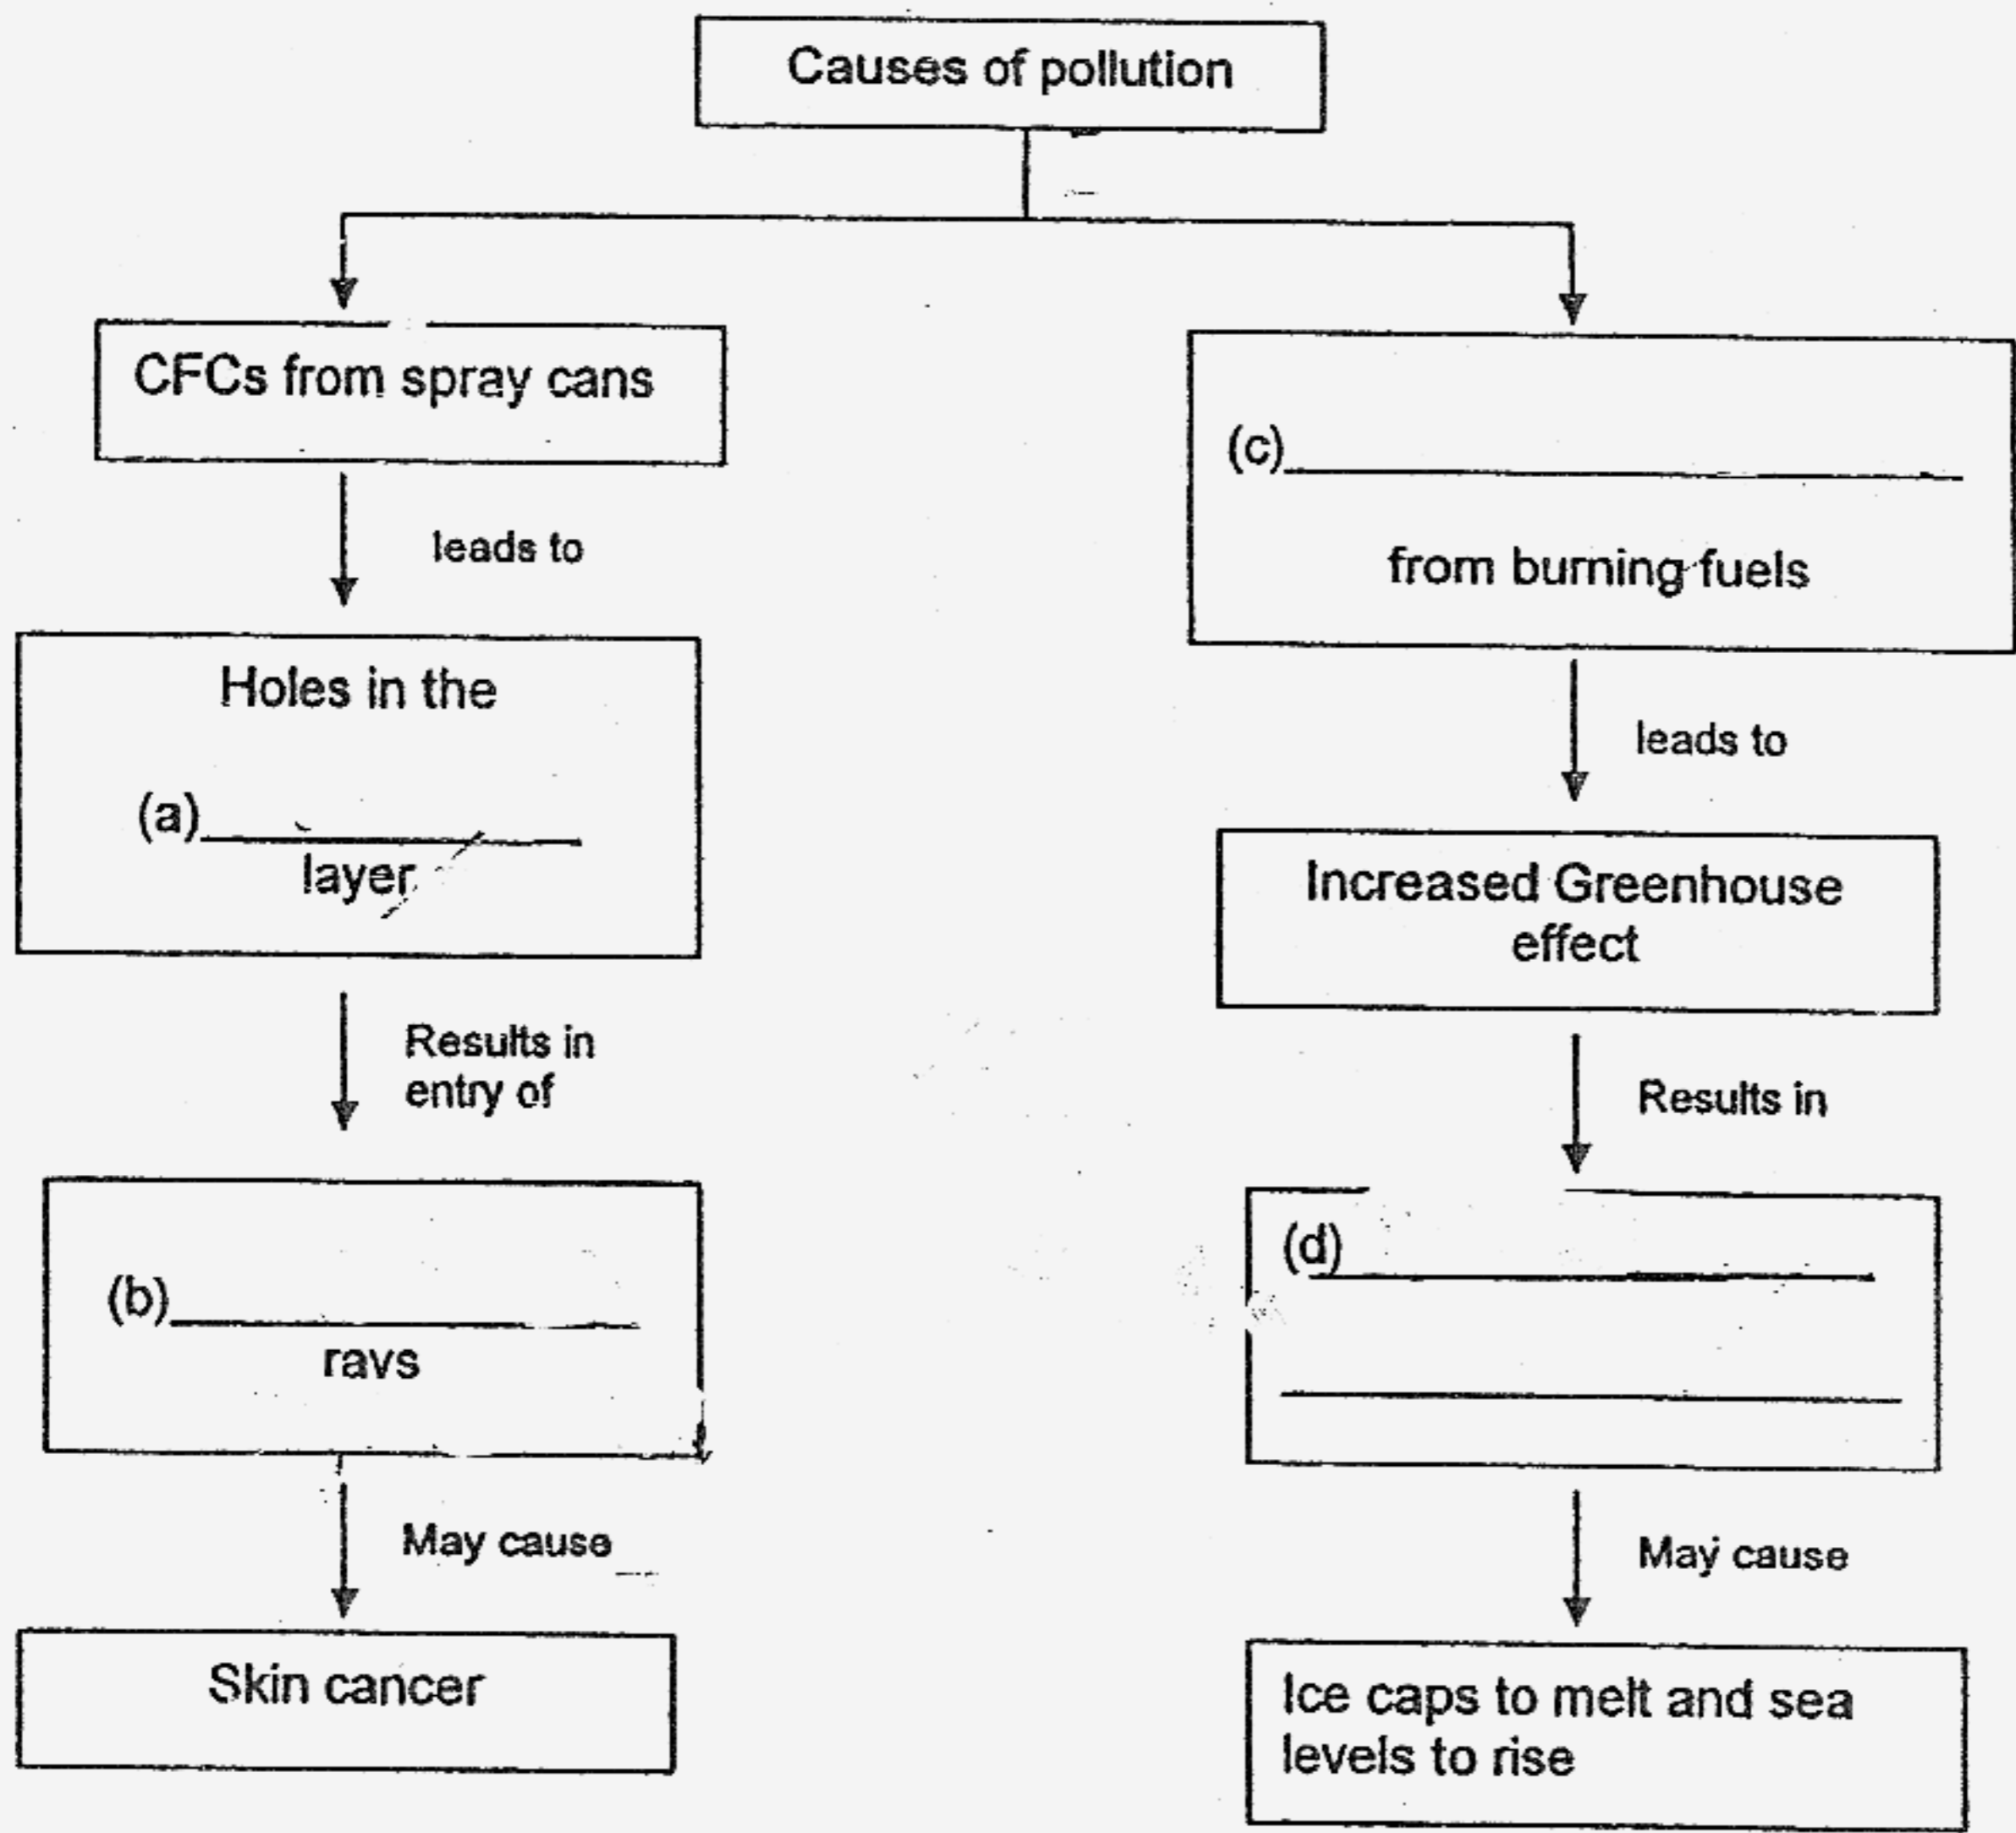 Causes of pollution
CFCs from spray cans
leads to
Holes in the
(a)
layer
Results in
entry of
(b)
rays
May cause
Skin cancer
(c)
from burning fuels
leads to
Increased Greenhouse
effect
Results in
(d)
May cause
Ice caps to melt and sea
levels to rise